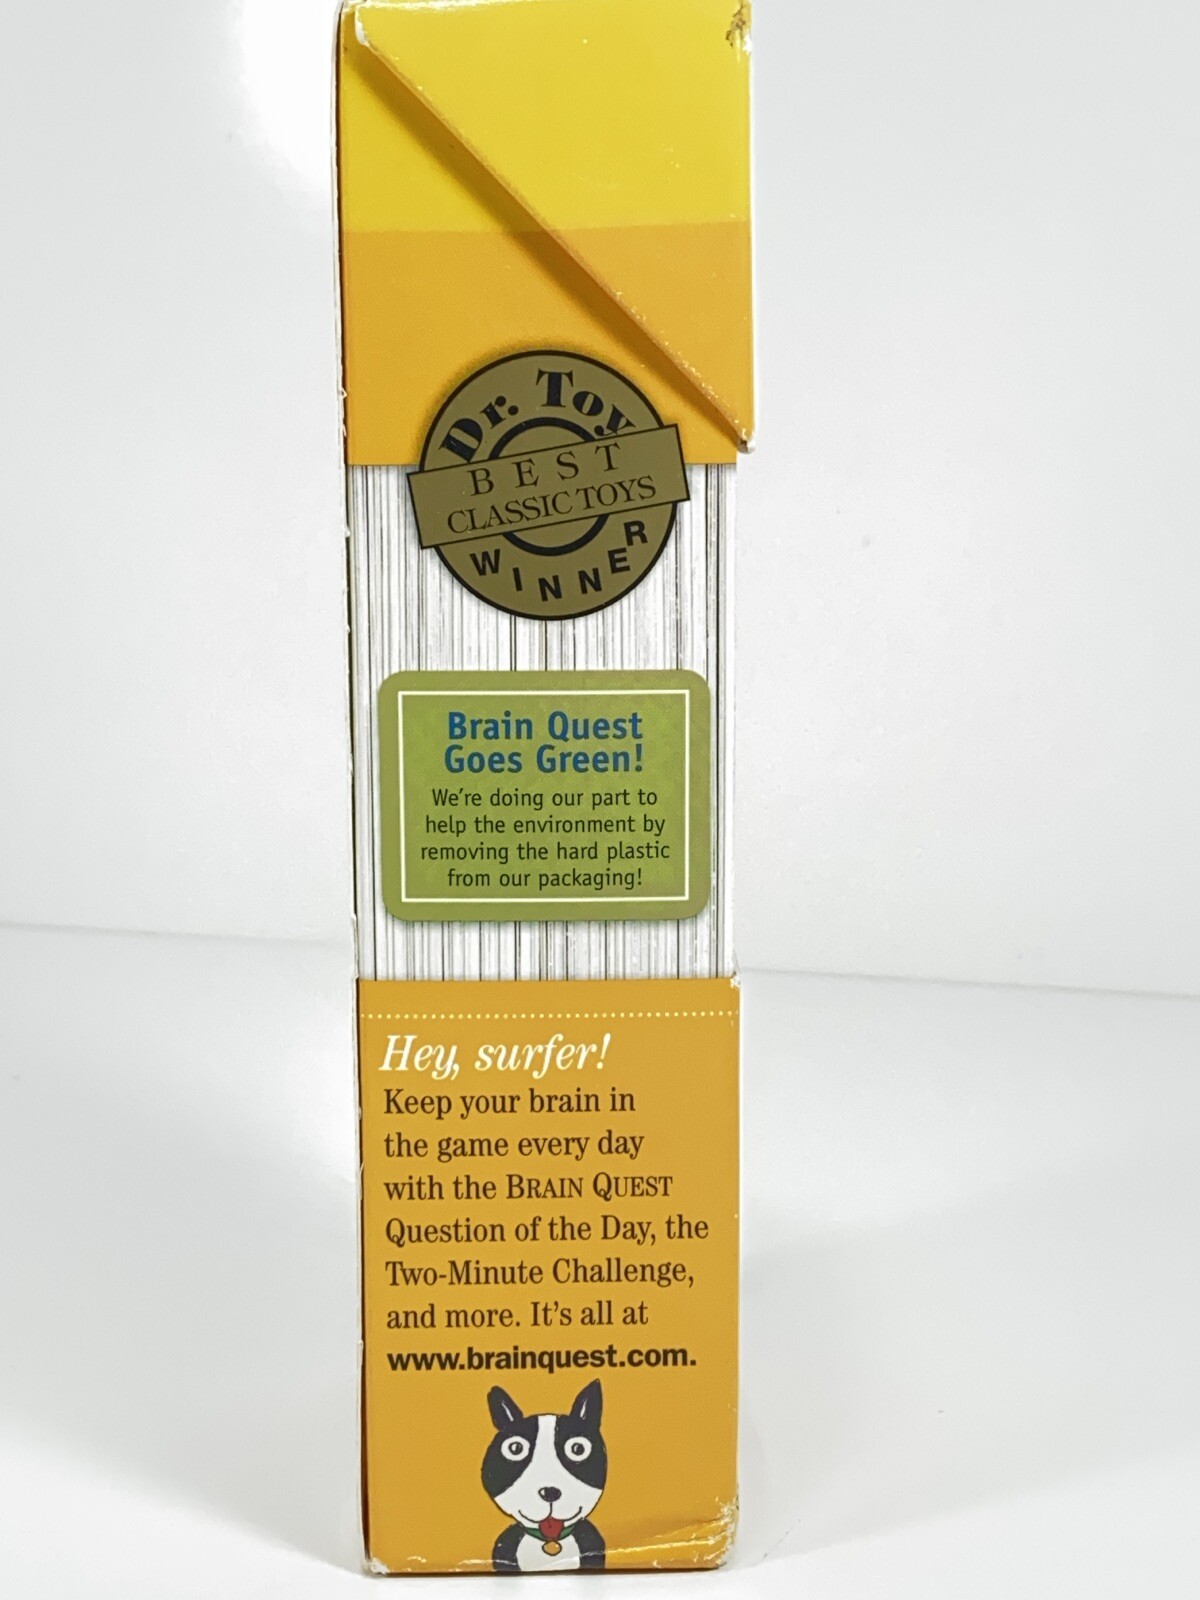 Dr. Toy
BEST
CLASSIC TOYS
WINNER
Brain Quest
Goes Green!
We're doing our part to
help the environment by
removing the hard plastic
from our packaging!
Hey, surfer!
Keep your brain in
the game every day
with the BRAIN QUEST
Question of the Day, the
Two-Minute Challenge,
and more. It's all at
www.brainquest.com.